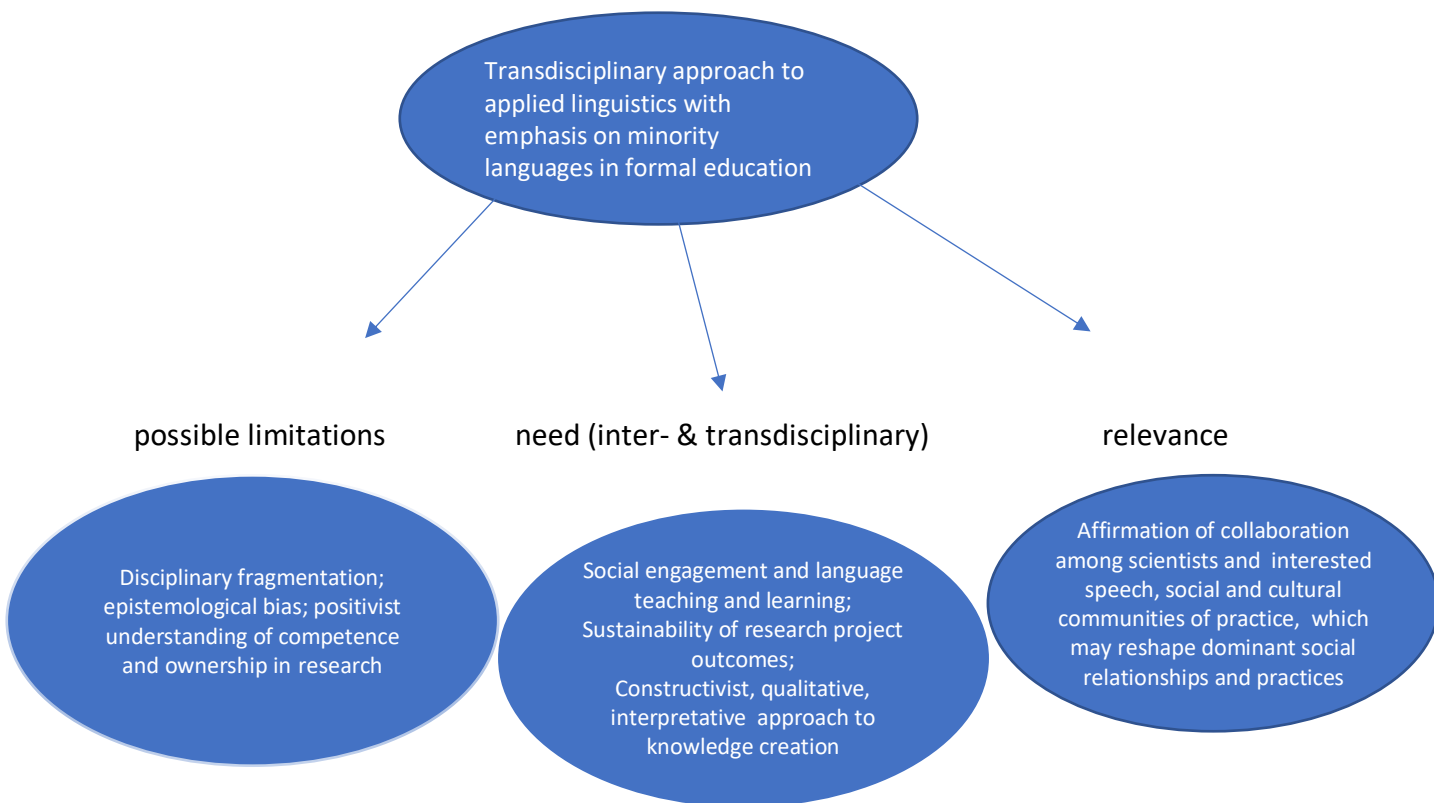 Transdisciplinary approach to
applied linguistics with
emphasis on minority
languages in formal education
possible limitations
need (inter- & transdisciplinary)
relevance
Disciplinary fragmentation;
epistemological bias; positivist
understanding of competence
and ownership in research
Social engagement and language
teaching and learning;
Sustainability of research project
outcomes;
Constructivist, qualitative,
interpretative approach to
knowledge creation
Affirmation of collaboration
among scientists and interested
speech, social and cultural
communities of practice, which
may reshape dominant social
relationships and practices